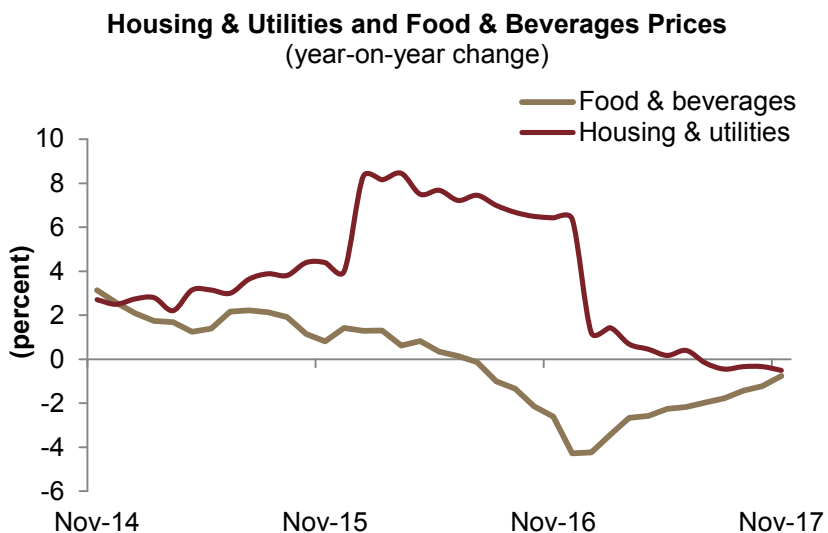 Housing & Utilities and Food & Beverages Prices
(year-on-year change)
Food & beverages
Housing & utilities
(percent)
10
8
6
4
2
0
-2
-4
-6
Nov-14
Nov-15
Nov-16
Nov-17